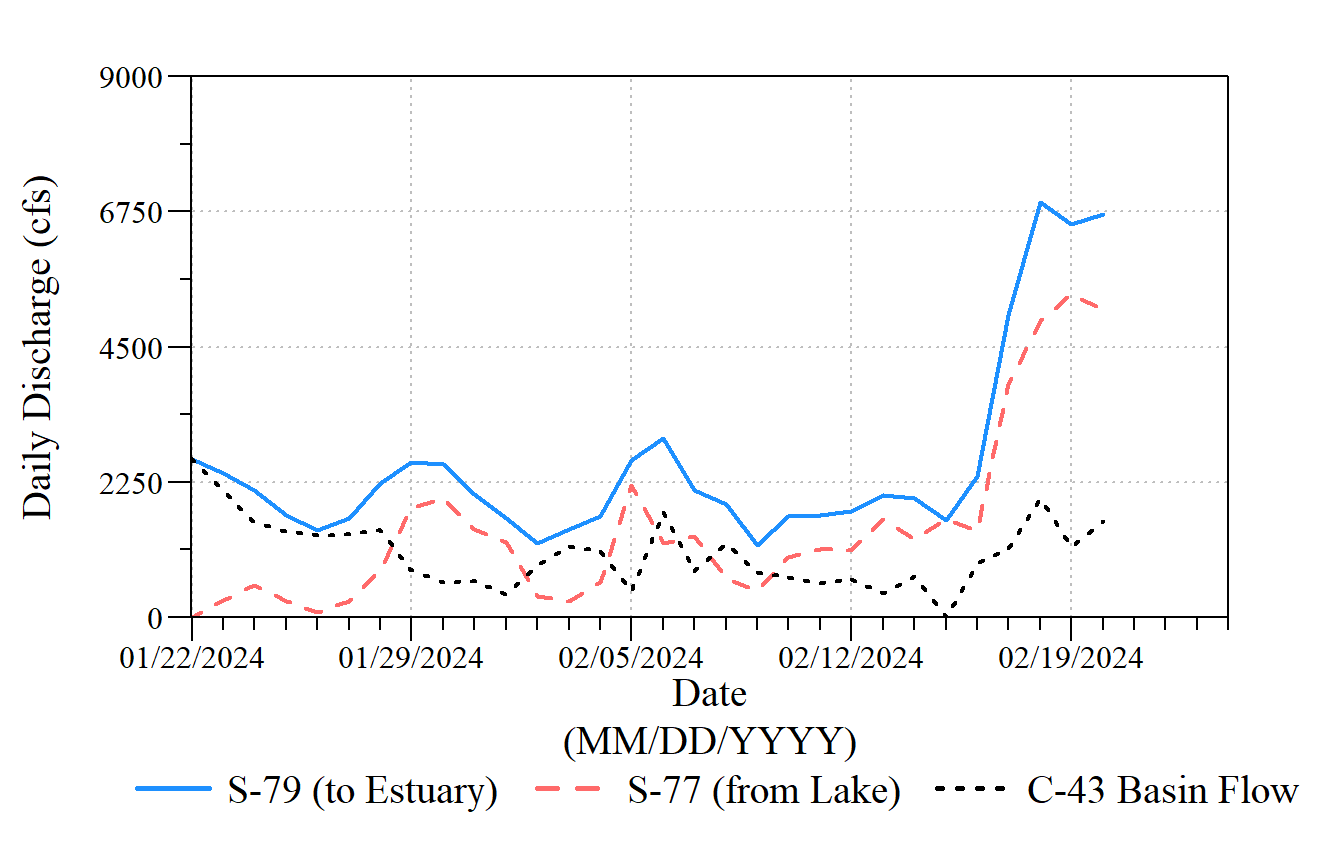 9000
6750
4500
2250
0
Daily Discharge (cfs)
01/22/2024 01/29/2024 02/05/2024 02/12/2024 02/19/2024
Date
(MM/DD/YYYY)
S-79 (to Estuary) S-77 (from Lake) C-43 Basin Flow